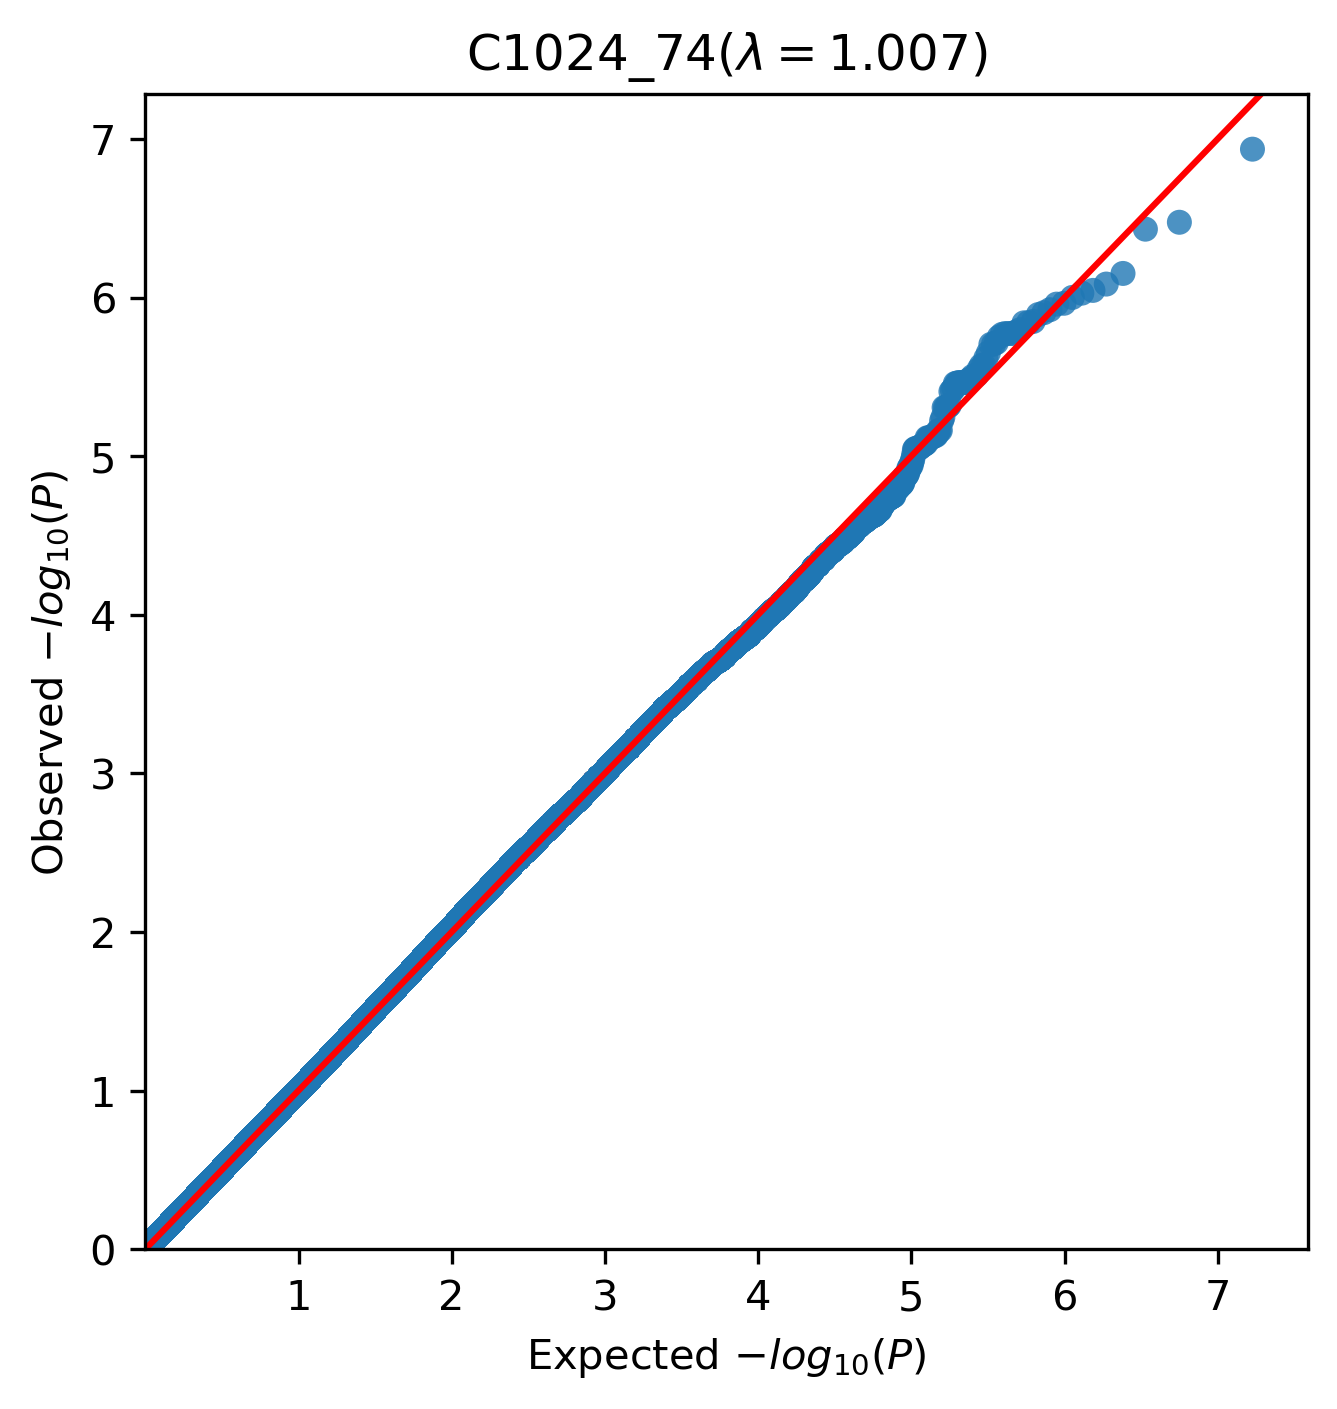 C1024_74(λ = 1.007)
Observed −log₁₀(P)
7
6
5
4
3
2
1
0
1 2 3 4 5 6 7
Expected −log₁₀(P)